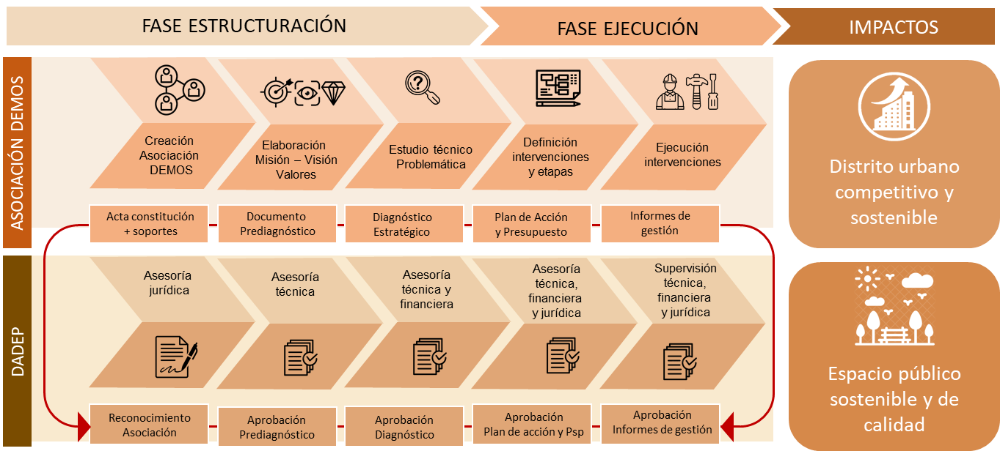 FASE ESTRUCTURACIÓN
FASE EJECUCIÓN
IMPACTOS
ASOCIACIÓN DEMOS
Creación
Asociación
DEMOS
Elaboración
Misión – Visión
Valores
?
Estudio técnico
Problemática
Definición
intervenciones
y etapas
Ejecución
intervenciones
Acta constitución
+ soportes
Documento
Prediagnóstico
Diagnóstico
Estratégico
Plan de Acción
y Presupuesto
Informes de
gestión
Distrito urbano
competitivo y
sostenible
DADEP
Asesoría
jurídica
Asesoría
técnica
Asesoría
técnica y
financiera
Asesoría
técnica,
financiera
y jurídica
Supervisión
técnica,
financiera
y jurídica
Reconocimiento
Asociación
Aprobación
Prediagnóstico
Aprobación
Diagnóstico
Aprobación
Plan de acción y Psp
Aprobación
Informes de gestión
Espacio público
sostenible y de
calidad